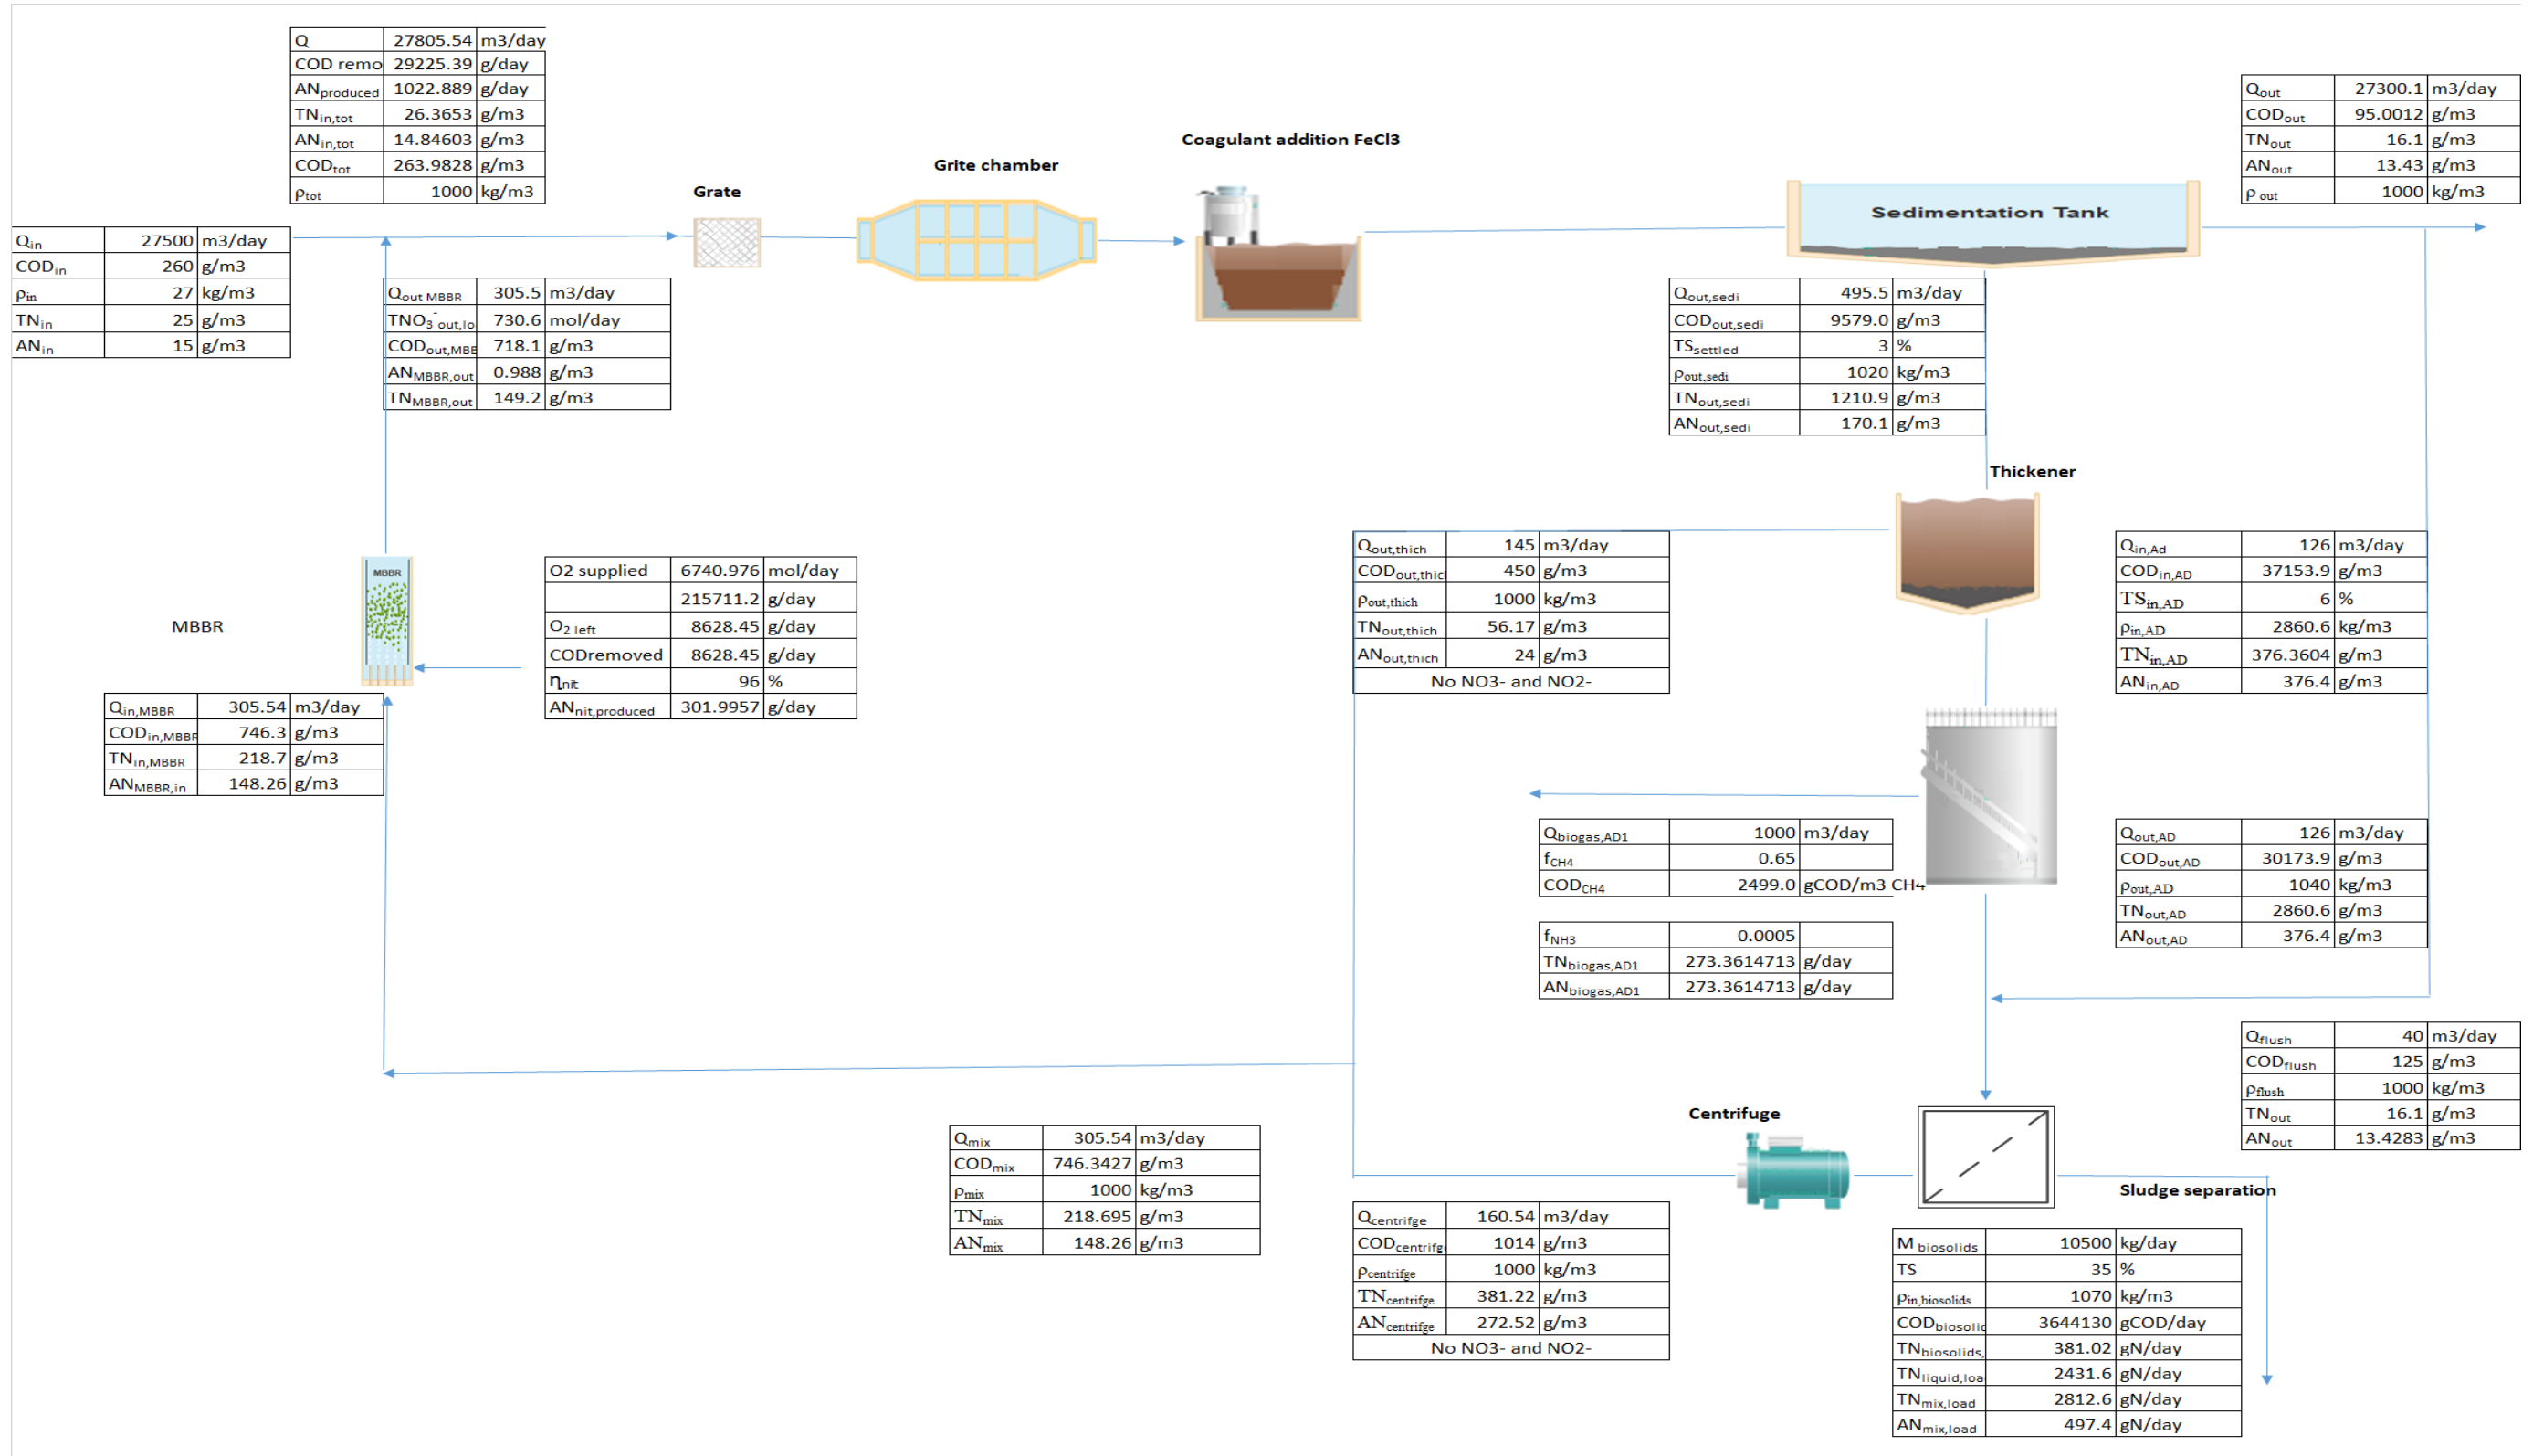 Q 27805.54 m3/day
COD remo 29225.39 g/day
ANproduced 1022.889 g/day
TNin,tot 26.3653 g/m3
ANin,tot 14.84603 g/m3
CODtot 263.9828 g/m3
ρtot 1000 kg/m3
Qin 27500 m3/day
CODin 260 g/m3
ρin 27 kg/m3
TNin 25 g/m3
ANin 15 g/m3
Qout MBBR 305.5 m3/day
TNO3- out,lo 730.6 mol/day
CODout,MBE 718.1 g/m3
ANMBBR,out 0.988 g/m3
TNMBBR,out 149.2 g/m3
Grate
Grite chamber
Coagulant addition FeCl3
Sedimentation Tank
Qout 27300.1 m3/day
CODout 95.0012 g/m3
TNout 16.1 g/m3
ANout 13.43 g/m3
ρ out 1000 kg/m3
Qout,sedi 495.5 m3/day
CODout,sedi 9579.0 g/m3
TSsettled 3 %
ρout,sedi 1020 kg/m3
TNout,sedi 1210.9 g/m3
ANout,sedi 170.1 g/m3
Thickener
MBBR
MBBR
O2 supplied 6740.976 mol/day
215711.2 g/day
O2 left 8628.45 g/day
CODremoved 8628.45 g/day
ηnit 96 %
ANnit,produced 301.9957 g/day
Qin,MBBR 305.54 m3/day
CODin,MBBR 746.3 g/m3
TNin,MBBR 218.7 g/m3
ANMBBR,in 148.26 g/m3
Qout,thich 145 m3/day
CODout,thicl 450 g/m3
ρout,thich 1000 kg/m3
TNout,thich 56.17 g/m3
ANout,thich 24 g/m3
No NO3- and NO2-
Qin,Ad 126 m3/day
CODin,AD 37153.9 g/m3
TSin,AD 6 %
ρin,AD 2860.6 kg/m3
TNin,AD 376.3604 g/m3
ANin,AD 376.4 g/m3
Qbiogas,AD1 1000 m3/day
fCH4 0.65
CODCH4 2499.0 gCOD/m3 CH4
fNH3 0.0005
TNbiogas,AD1 273.3614713 g/day
ANbiogas,AD1 273.3614713 g/day
Qout,AD 126 m3/day
CODout,AD 30173.9 g/m3
ρout,AD 1040 kg/m3
TNout,AD 2860.6 g/m3
ANout,AD 376.4 g/m3
Qflush 40 m3/day
CODflush 125 g/m3
ρflush 1000 kg/m3
TNout 16.1 g/m3
ANout 13.4283 g/m3
Qmix 305.54 m3/day
CODmix 746.3427 g/m3
ρmix 1000 kg/m3
TNmix 218.695 g/m3
ANmix 148.26 g/m3
Centrifuge
Sludge separation
Qcentrifge 160.54 m3/day
CODcentrifge 1014 g/m3
ρcentrifge 1000 kg/m3
TNcentrifge 381.22 g/m3
ANcentrifge 272.52 g/m3
No NO3- and NO2-
M biosolids 10500 kg/day
TS 35 %
ρin,biosolids 1070 kg/m3
CODbiosolic 3644130 gCOD/day
TNbiosolids, 381.02 gN/day
TNliquid,loa 2431.6 gN/day
TNmix,load 2812.6 gN/day
ANmix,load 497.4 gN/day